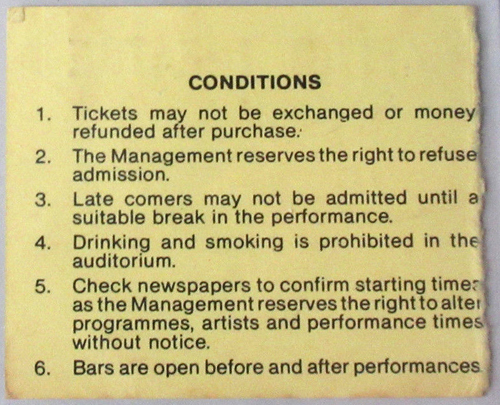 CONDITIONS
1. Tickets may not be exchanged or money
refunded after purchase.
2. The Management reserves the right to refuse
admission.
3. Late comers may not be admitted until a
suitable break in the performance.
4. Drinking and smoking is prohibited in the
auditorium.
5. Check newspapers to confirm starting times
as the Management reserves the right to alter
programmes, artists and performance times
without notice.
6. Bars are open before and after performances